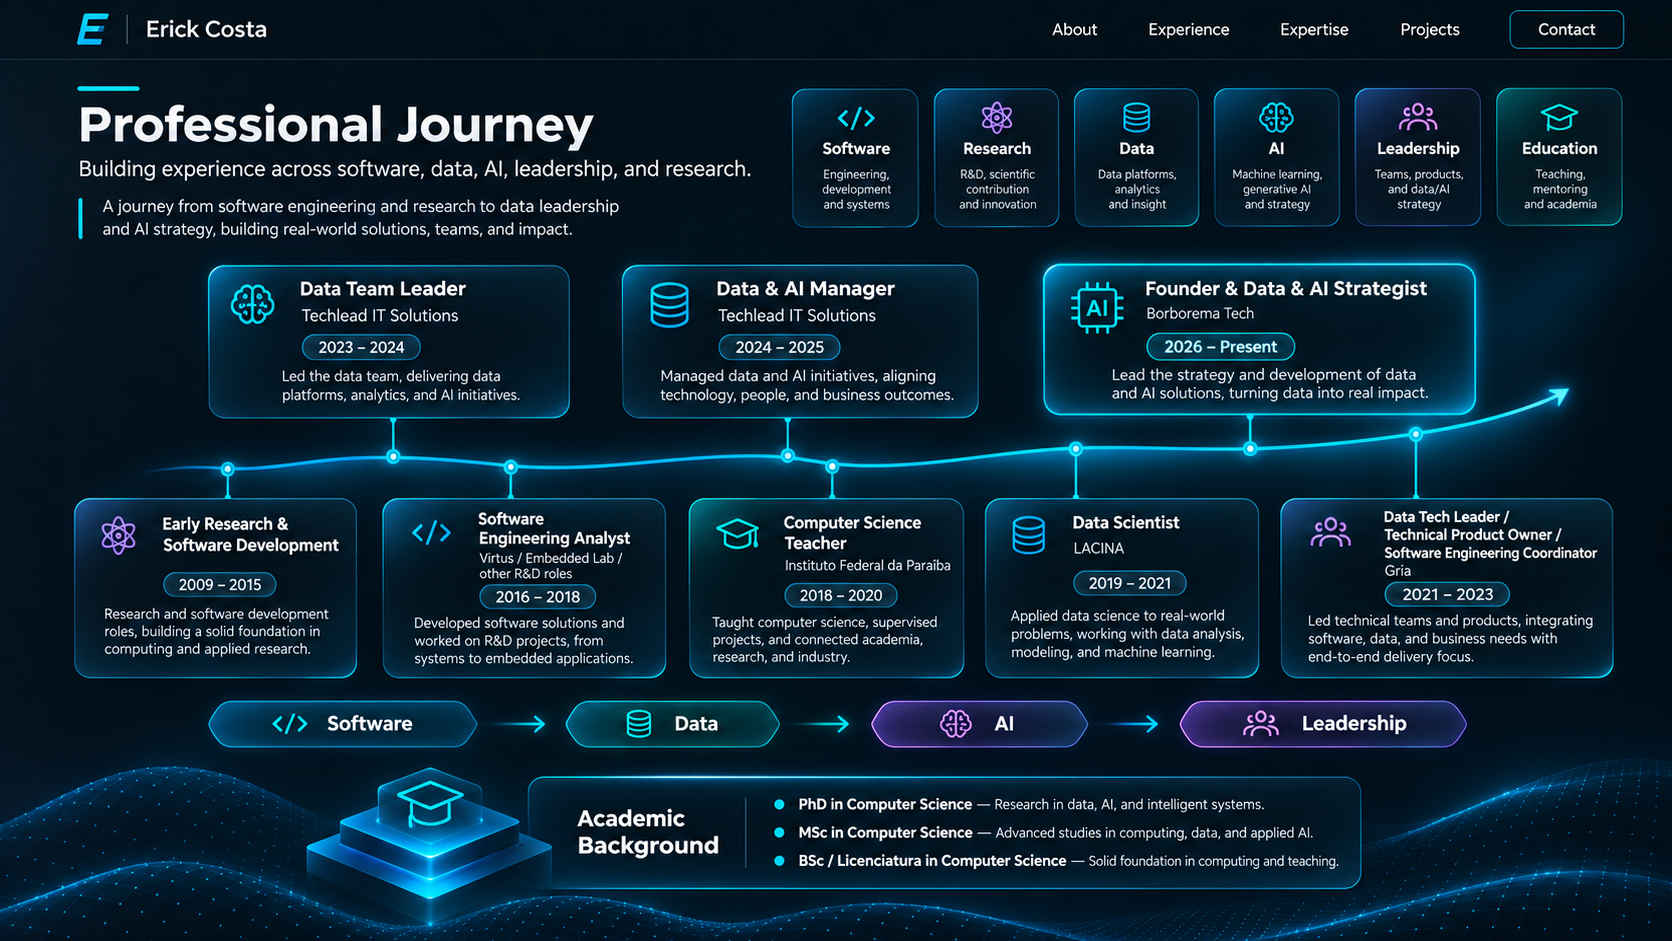 E
Erick Costa
About
Experience
Expertise
Projects
Contact
Professional Journey
Building experience across software, data, AI, leadership, and research.
A journey from software engineering and research to data leadership
and AI strategy, building real-world solutions, teams, and impact.
Software
Engineering,
development
and systems
Research
R&D, scientific
contribution
and innovation
Data
Data platforms,
analytics
and insight
AI
Machine learning,
generative AI
and strategy
Leadership
Teams, products,
and data/AI
strategy
Education
Teaching,
mentoring
and academia
Data Team Leader
Techlead IT Solutions
2023 – 2024
Led the data team, delivering data
platforms, analytics, and AI initiatives.
Data & AI Manager
Techlead IT Solutions
2024 – 2025
Managed data and AI initiatives, aligning
technology, people, and business outcomes.
AI
Founder & Data & AI Strategist
Borborema Tech
2026 – Present
Lead the strategy and development of data
and AI solutions, turning data into real impact.
Early Research &
Software Development
2009 – 2015
Research and software development
roles, building a solid foundation in
computing and applied research.
Software
Engineering Analyst
Virtus / Embedded Lab /
other R&D roles
2016 – 2018
Developed software solutions and
worked on R&D projects, from
systems to embedded applications.
Computer Science
Teacher
Instituto Federal da Paraíba
2018 – 2020
Taught computer science, supervised
projects, and connected academia,
research, and industry.
Data Scientist
LACINA
2019 – 2021
Applied data science to real-world
problems, working with data analysis,
modeling, and machine learning.
Data Tech Leader /
Technical Product Owner /
Software Engineering Coordinator
Gria
2021 – 2023
Led technical teams and products, integrating
software, data, and business needs with
end-to-end delivery focus.
Software
Data
AI
Leadership
Academic
Background
PhD in Computer Science — Research in data, AI, and intelligent systems.
MSc in Computer Science — Advanced studies in computing, data, and applied AI.
BSc / Licenciatura in Computer Science — Solid foundation in computing and teaching.